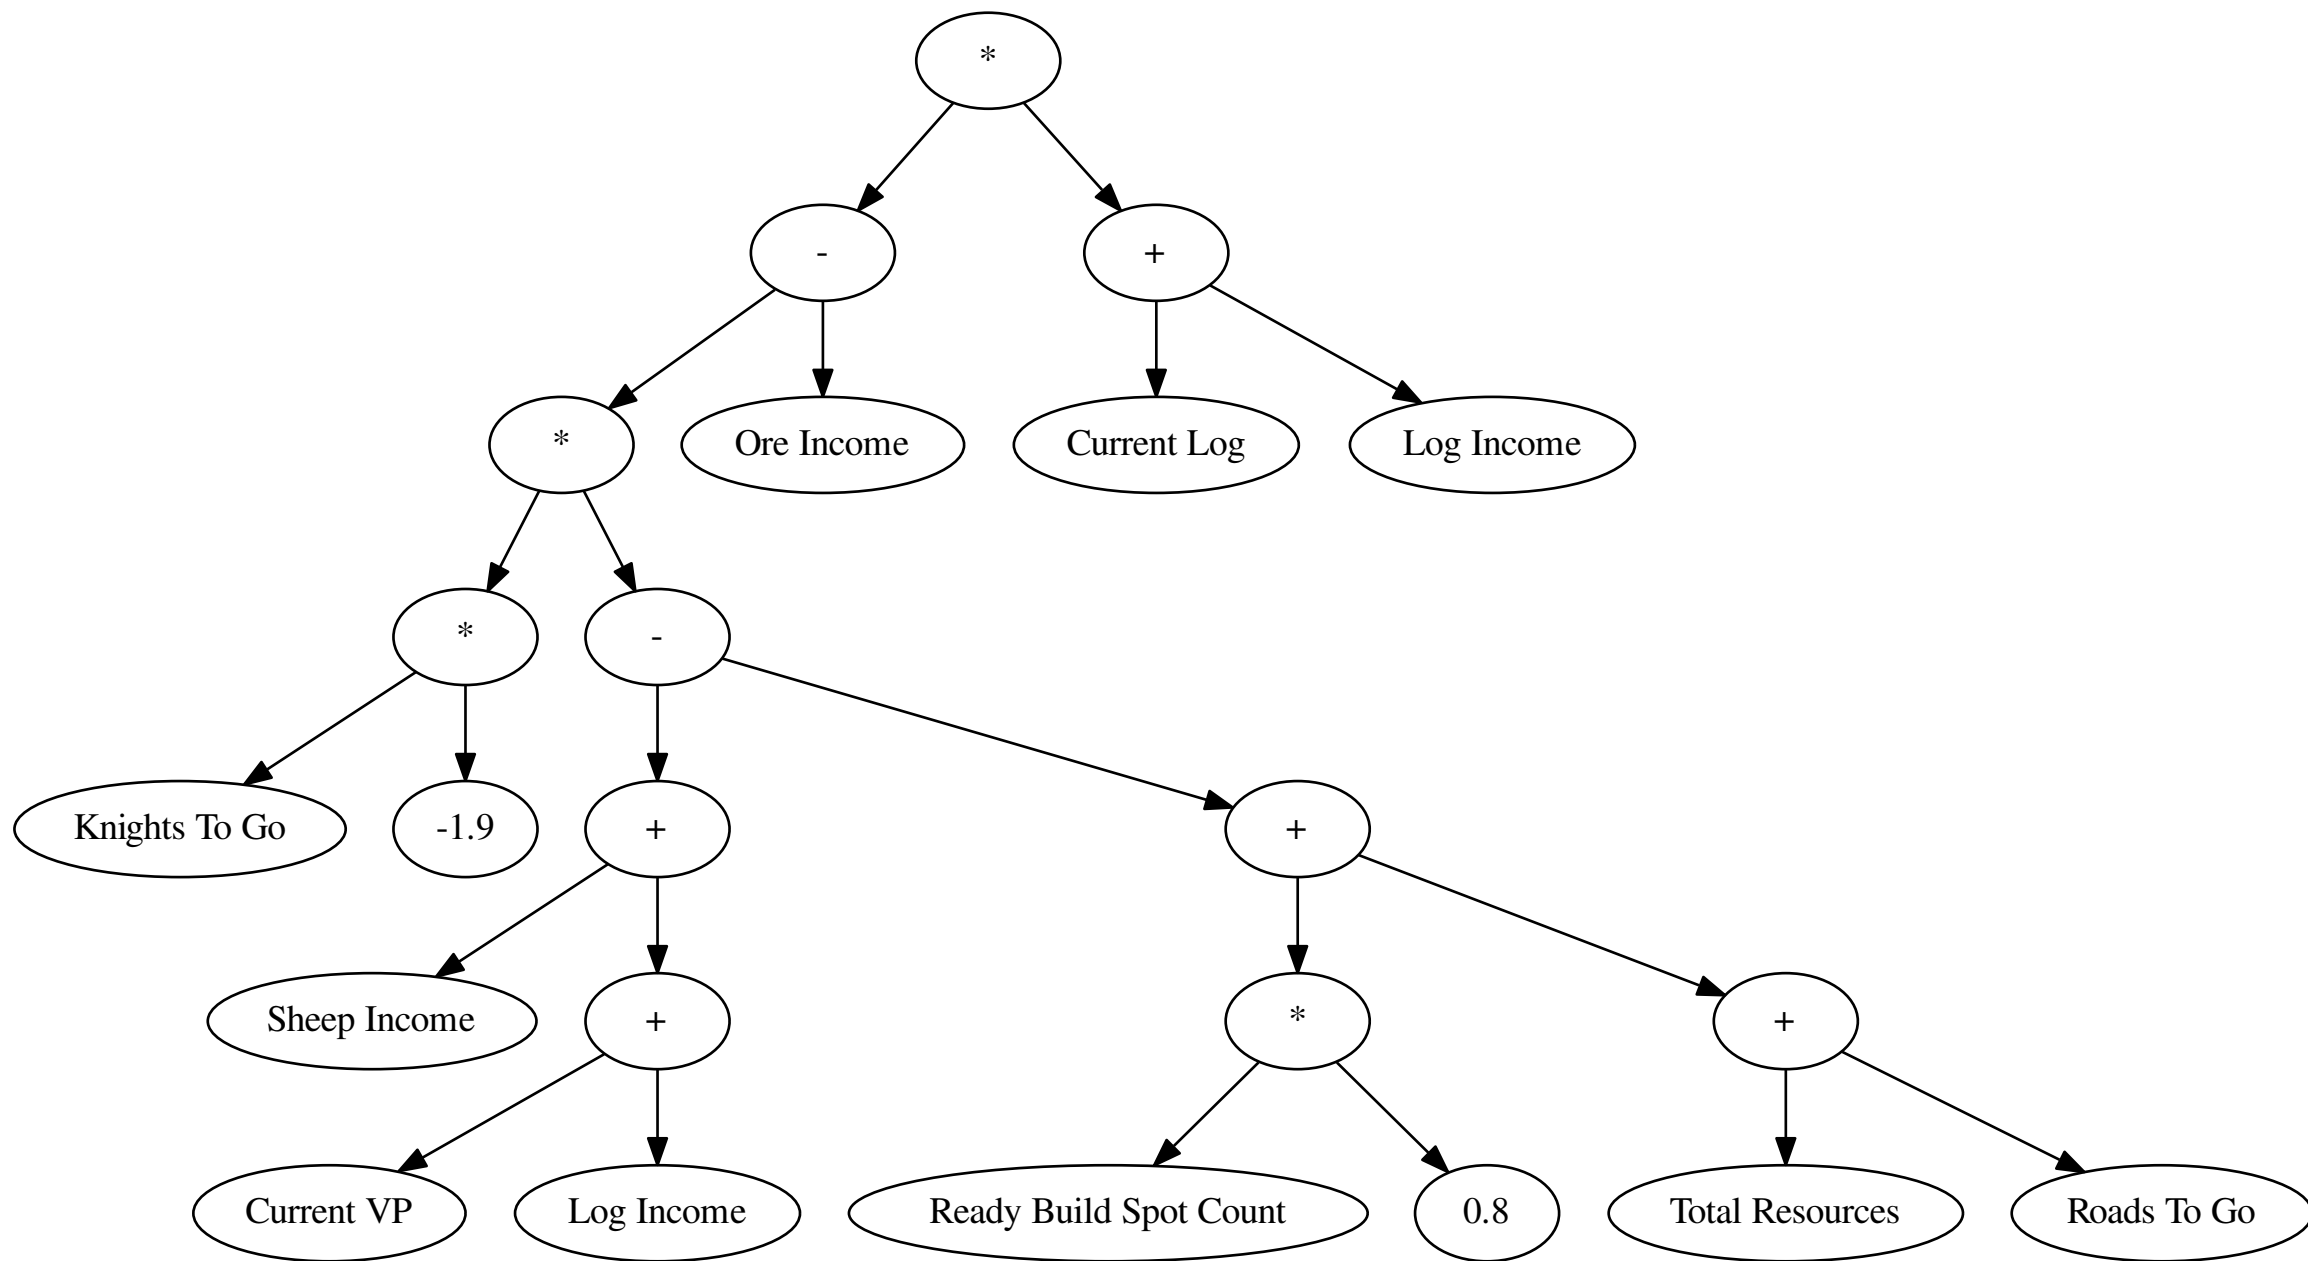 *
-
+
*
Ore Income
Current Log
Log Income
*
-
Knights To Go
-1.9
+
+
Sheep Income
+
*
+
Current VP
Log Income
Ready Build Spot Count
0.8
Total Resources
Roads To Go